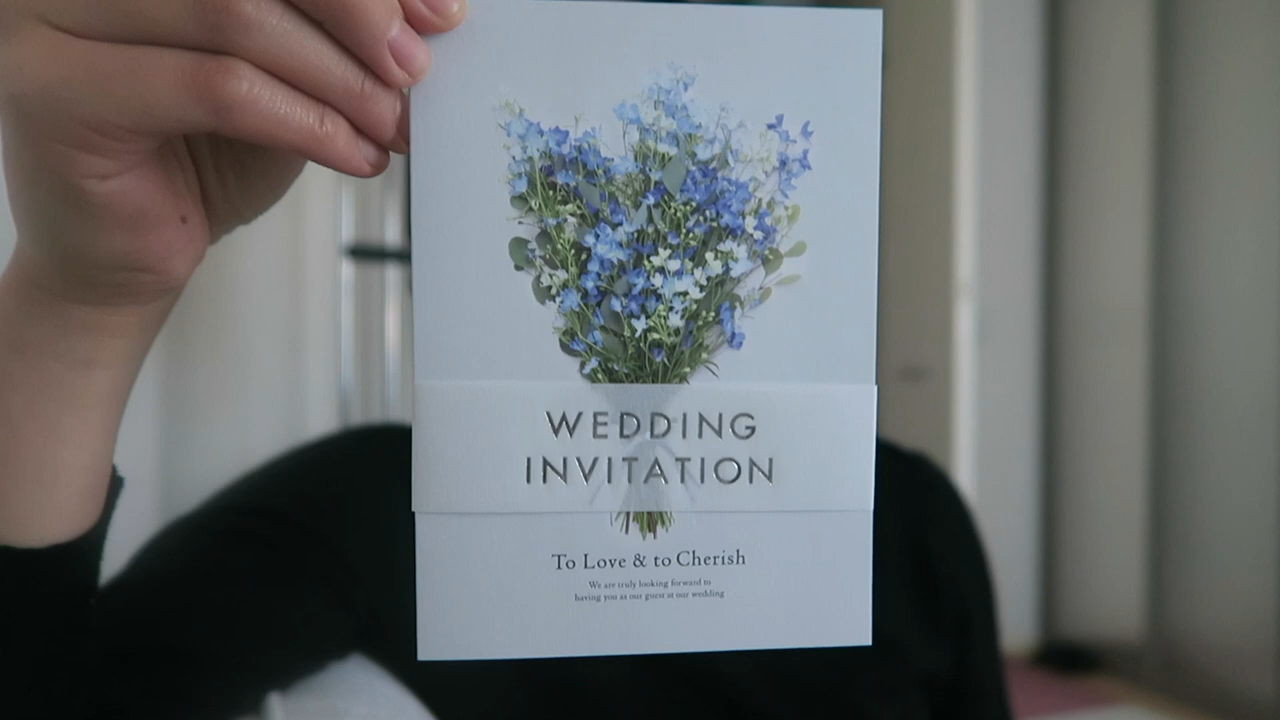 WEDDING
INVITATION
To Love & to Cherish
We are truly looking forward to
having you as our guest at our wedding